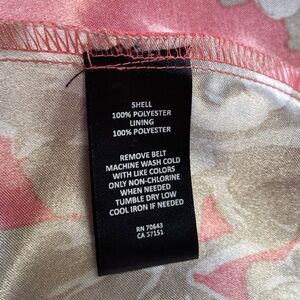 SHELL
100% POLYESTER
LINING
100% POLYESTER
REMOVE BELT
MACHINE WASH COLD
WITH LIKE COLORS
ONLY NON-CHLORINE
WHEN NEEDED
TUMBLE DRY LOW
COOL IRON IF NEEDED
RN 70643
CA 57151